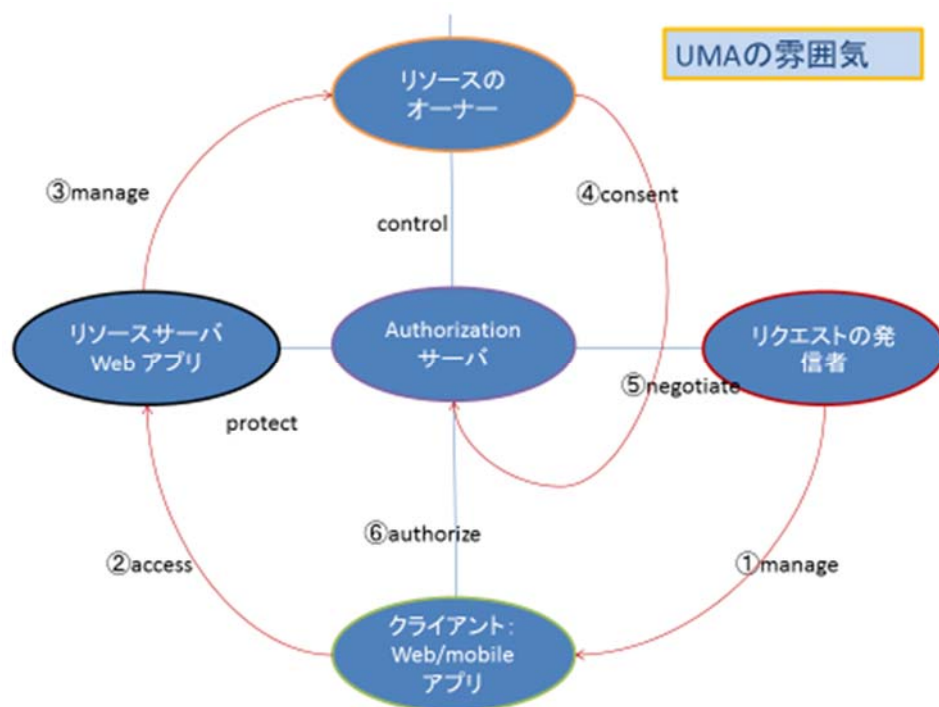 UMAの雰囲気
リソースの
オーナー
③manage
④consent
control
リソースサーバ
Web アプリ
Authorization
サーバ
リクエストの発
信者
⑤negotiate
protect
⑥authorize
②access
①manage
クライアント:
Web/mobile
アプリ